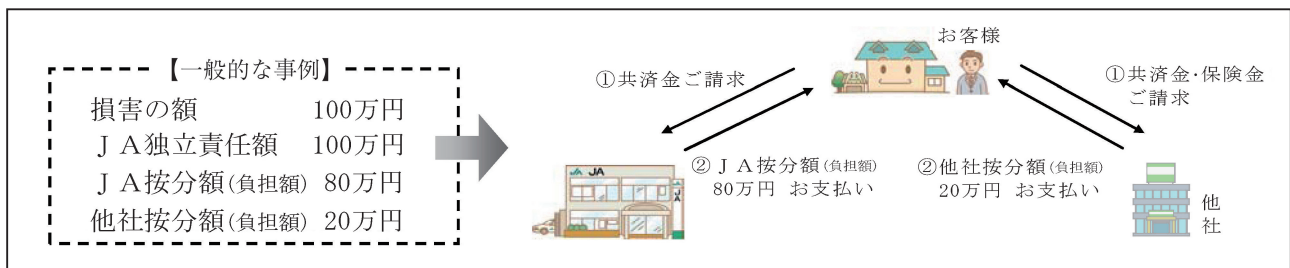 【一般的な事例】
損害の額 100万円
ＪＡ独立責任額 100万円
ＪＡ按分額(負担額) 80万円
他社按分額(負担額) 20万円
お客様
①共済金ご請求
①共済金・保険金
ご請求
②ＪＡ按分額(負担額)
80万円 お支払い
②他社按分額(負担額)
20万円 お支払い
JA JA
JA
他社